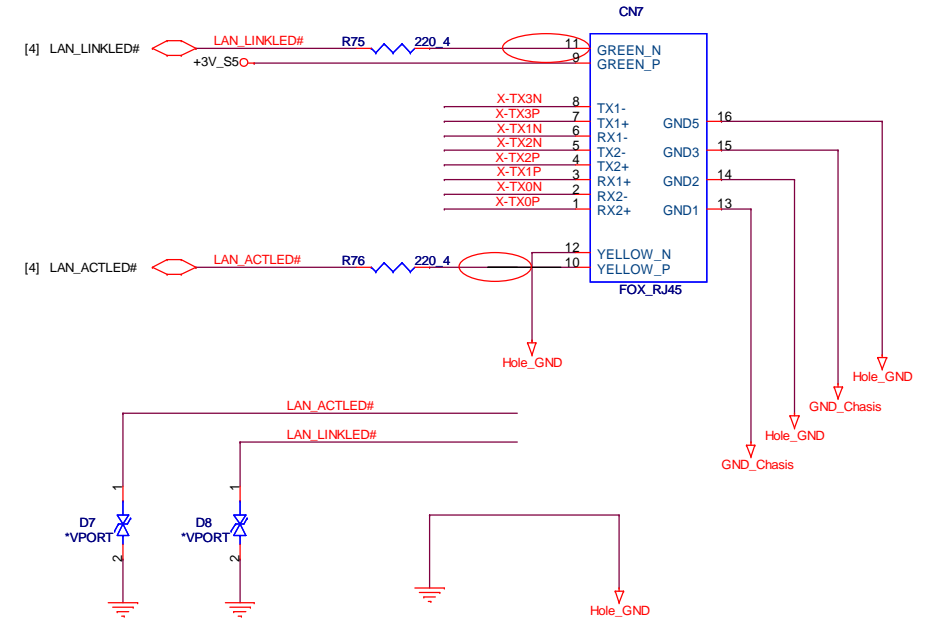 CN7
[4] LAN_LINKLED# LAN_LINKLED# R75 220_4 11 GREEN_N
+3V_S5 9 GREEN_P
X-TX3N 8 TX1-
X-TX3P 7 TX1+ GND5 16
X-TX1N 6 RX1-
X-TX2N 5 TX2- GND3 15
X-TX2P 4 TX2+
X-TX1P 3 RX1+ GND2 14
X-TX0N 2 RX2-
X-TX0P 1 RX2+ GND1 13
12 YELLOW_N
[4] LAN_ACTLED# LAN_ACTLED# R76 220_4 10 YELLOW_P
FOX_RJ45
Hole_GND
Hole_GND
GND_Chasis
Hole_GND
GND_Chasis
LAN_ACTLED#
LAN_LINKLED#
1 1
D7 D8
*VPORT *VPORT
2 2
Hole_GND